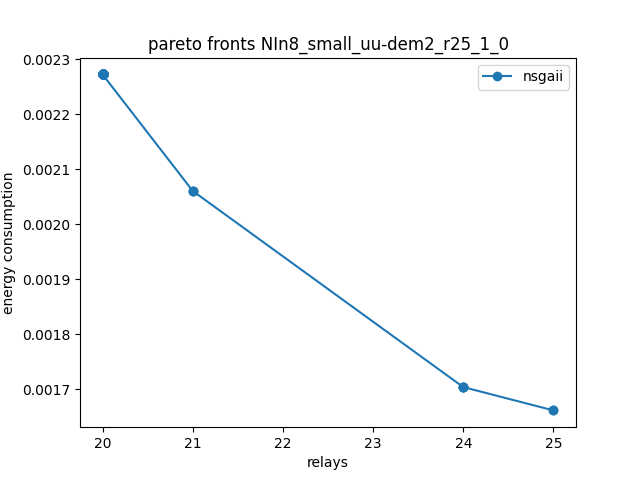 pareto fronts NIn8_small_uu-dem2_r25_1_0
nsgaii
energy consumption
0.0023
0.0022
0.0021
0.0020
0.0019
0.0018
0.0017
20 21 22 23 24 25
relays